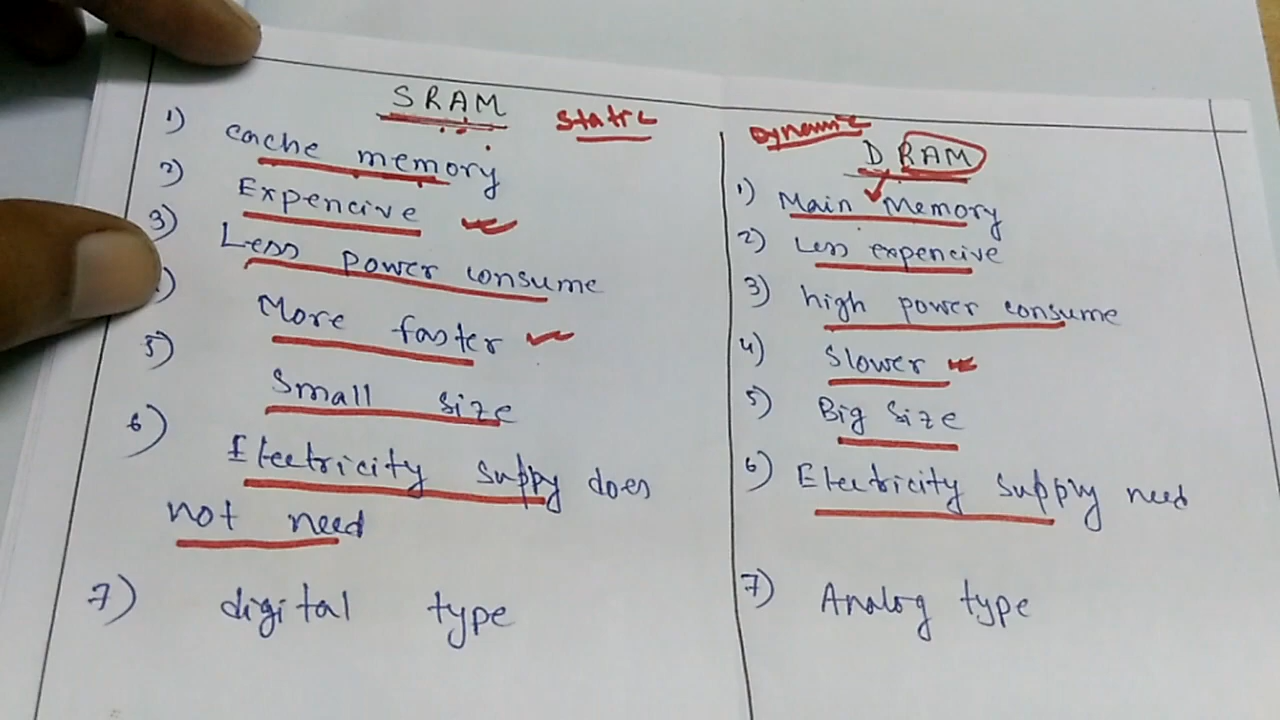 SRAM Static
1) Cache memory
2) Expencive
3) Less power consume
) More faster
5) Small size
6) Electricity supply does
not need
7) digital type
Dynamic
DRAM
1) Main Memory
2) Less expencive
3) high power consume
4) Slower
5) Big Size
6) Electricity supply need
7) Analog type